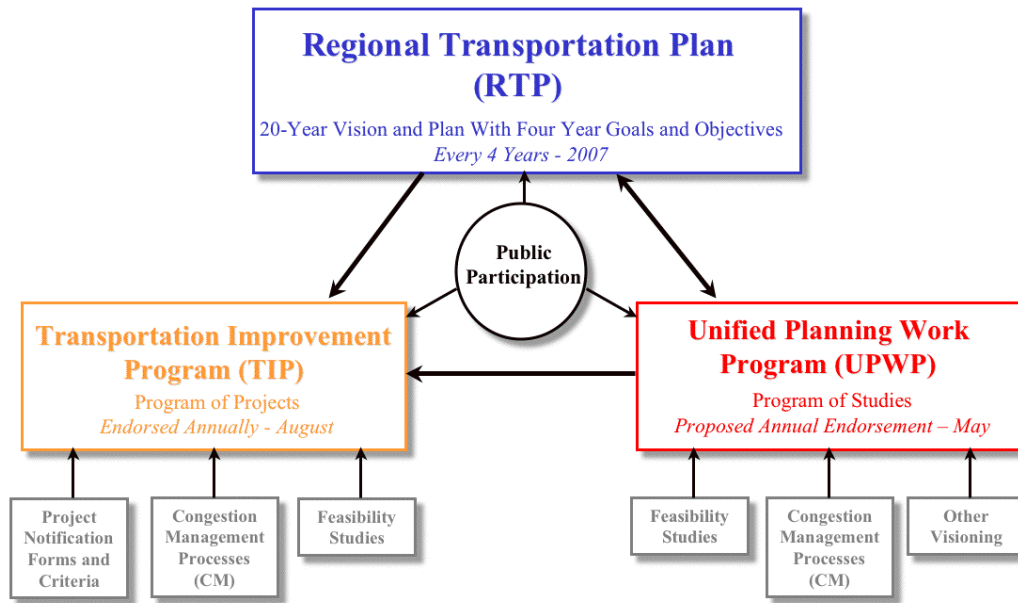 Regional Transportation Plan
(RTP)
20-Year Vision and Plan With Four Year Goals and Objectives
Every 4 Years - 2007
Public
Participation
Transportation Improvement
Program (TIP)
Program of Projects
Endorsed Annually - August
Unified Planning Work
Program (UPWP)
Program of Studies
Proposed Annual Endorsement – May
Project
Notification
Forms and
Criteria
Congestion
Management
Processes
(CM)
Feasibility
Studies
Feasibility
Studies
Congestion
Management
Processes
(CM)
Other
Visioning